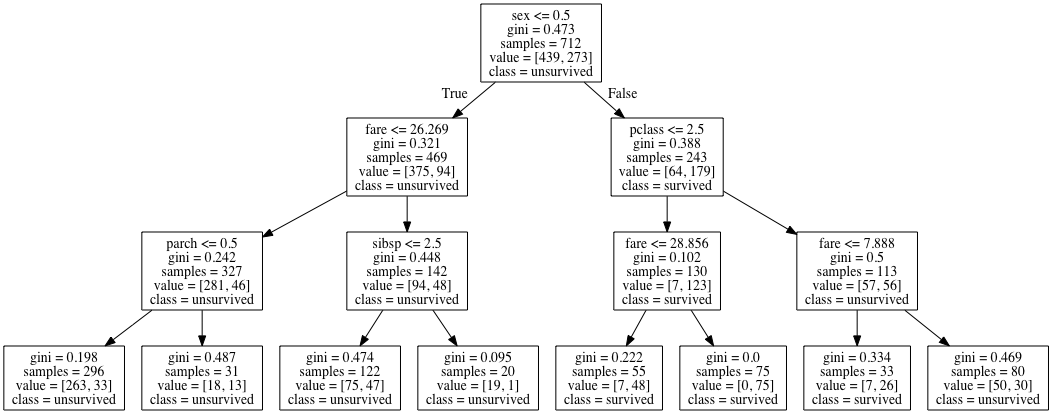 sex <= 0.5
gini = 0.473
samples = 712
value = [439, 273]
class = unsurvived
True
False
fare <= 26.269
gini = 0.321
samples = 469
value = [375, 94]
class = unsurvived
pclass <= 2.5
gini = 0.388
samples = 243
value = [64, 179]
class = survived
parch <= 0.5
gini = 0.242
samples = 327
value = [281, 46]
class = unsurvived
sibsp <= 2.5
gini = 0.448
samples = 142
value = [94, 48]
class = unsurvived
fare <= 28.856
gini = 0.102
samples = 130
value = [7, 123]
class = survived
fare <= 7.888
gini = 0.5
samples = 113
value = [57, 56]
class = unsurvived
gini = 0.198
samples = 296
value = [263, 33]
class = unsurvived
gini = 0.487
samples = 31
value = [18, 13]
class = unsurvived
gini = 0.474
samples = 122
value = [75, 47]
class = unsurvived
gini = 0.095
samples = 20
value = [19, 1]
class = unsurvived
gini = 0.222
samples = 55
value = [7, 48]
class = survived
gini = 0.0
samples = 75
value = [0, 75]
class = survived
gini = 0.334
samples = 33
value = [7, 26]
class = survived
gini = 0.469
samples = 80
value = [50, 30]
class = unsurvived